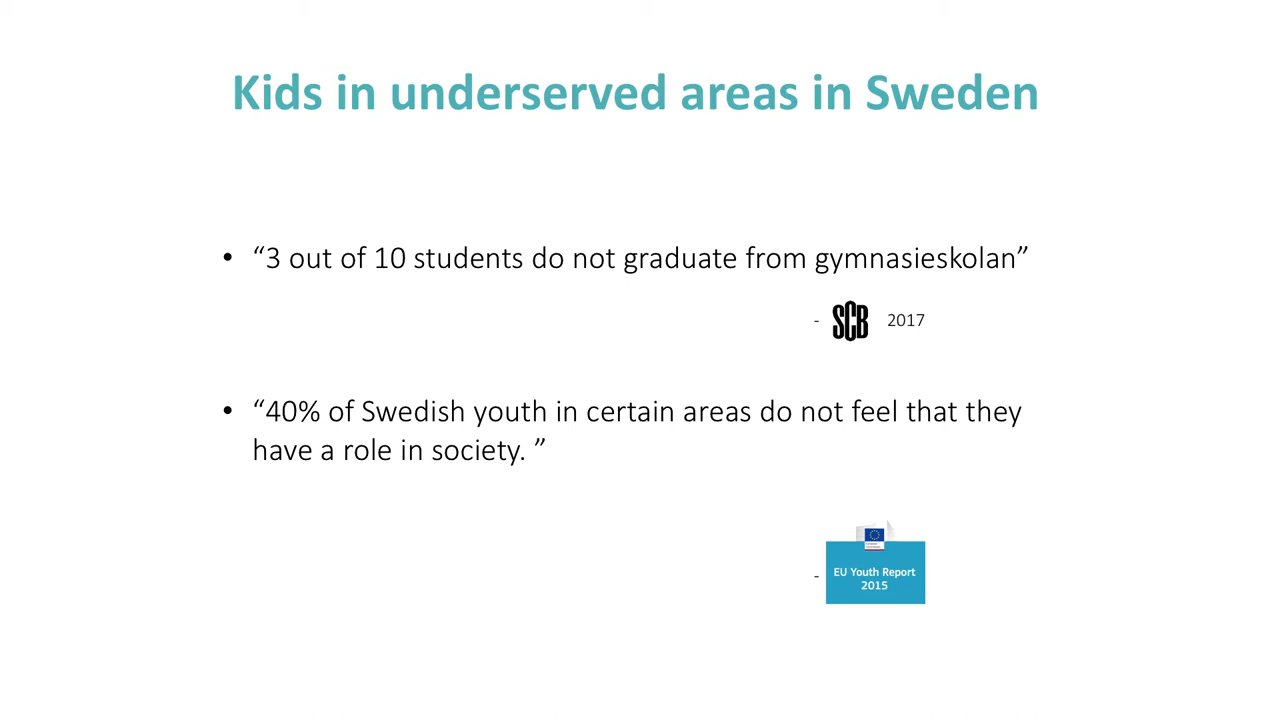 Kids in underserved areas in Sweden
• “3 out of 10 students do not graduate from gymnasieskolan”
- SCB 2017
• “40% of Swedish youth in certain areas do not feel that they
have a role in society. ”
- EU Youth Report
2015